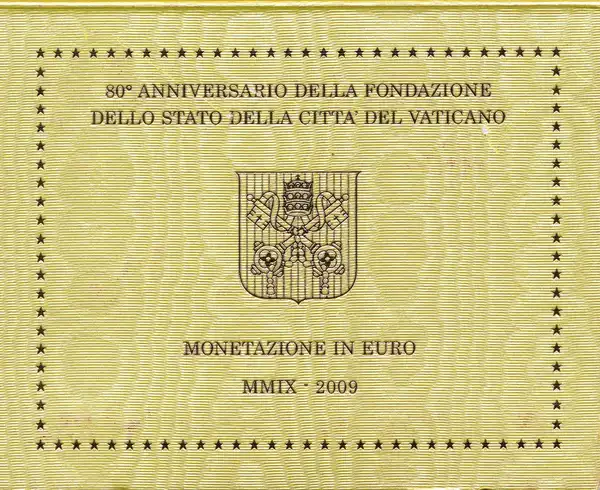 80° ANNIVERSARIO DELLA FONDAZIONE
DELLO STATO DELLA CITTA' DEL VATICANO
MONETAZIONE IN EURO
MMIX - 2009